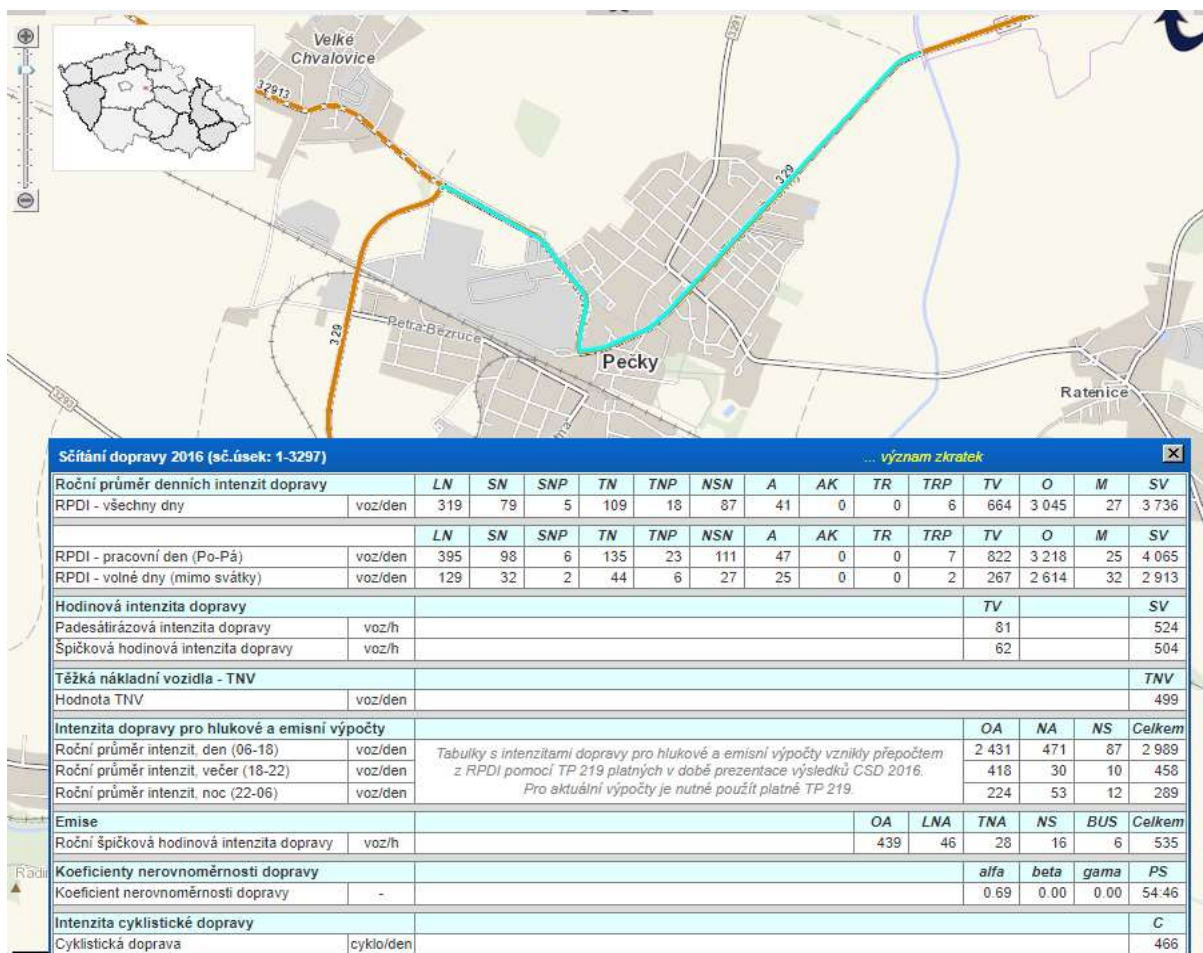 3291
Velké
Chvalovice
32913
329
329
Petra Bezruče
Pečky
3293
Ratenice
Sčítání dopravy 2016 (sč.úsek: 1-3297) ... význam zkratek
Roční průměr denních intenzit dopravy LN SN SNP TN TNP NSN A AK TR TRP TV O M SV
RPDI - všechny dny voz/den 319 79 5 109 18 87 41 0 0 6 664 3 045 27 3 736
LN SN SNP TN TNP NSN A AK TR TRP TV O M SV
RPDI - pracovní den (Po-Pá) voz/den 395 98 6 135 23 111 47 0 0 7 822 3 218 25 4 065
RPDI - volné dny (mimo svátky) voz/den 129 32 2 44 6 27 25 0 0 2 267 2 614 32 2 913
Hodinová intenzita dopravy TV SV
Padesátirázová intenzita dopravy voz/h 81 524
Špičková hodinová intenzita dopravy voz/h 62 504
Těžká nákladní vozidla - TNV TNV
Hodnota TNV voz/den 499
Intenzita dopravy pro hlukové a emisní výpočty OA NA NS Celkem
Roční průměr intenzit, den (06-18) voz/den 2 431 471 87 2 989
Roční průměr intenzit, večer (18-22) voz/den 418 30 10 458
Roční průměr intenzit, noc (22-06) voz/den 224 53 12 289
Tabulky s intenzitami dopravy pro hlukové a emisní výpočty vznikly přepočtem
z RPDI pomocí TP 219 platných v době prezentace výsledků CSD 2016.
Pro aktuální výpočty je nutné použít platné TP 219.
Emise OA LNA TNA NS BUS Celkem
Roční špičková hodinová intenzita dopravy voz/h 439 46 28 16 6 535
Koeficienty nerovnoměrnosti dopravy alfa beta gama PS
Koeficient nerovnoměrnosti dopravy - 0.69 0.00 0.00 54:46
Intenzita cyklistické dopravy C
Cyklistická doprava cyklo/den 466